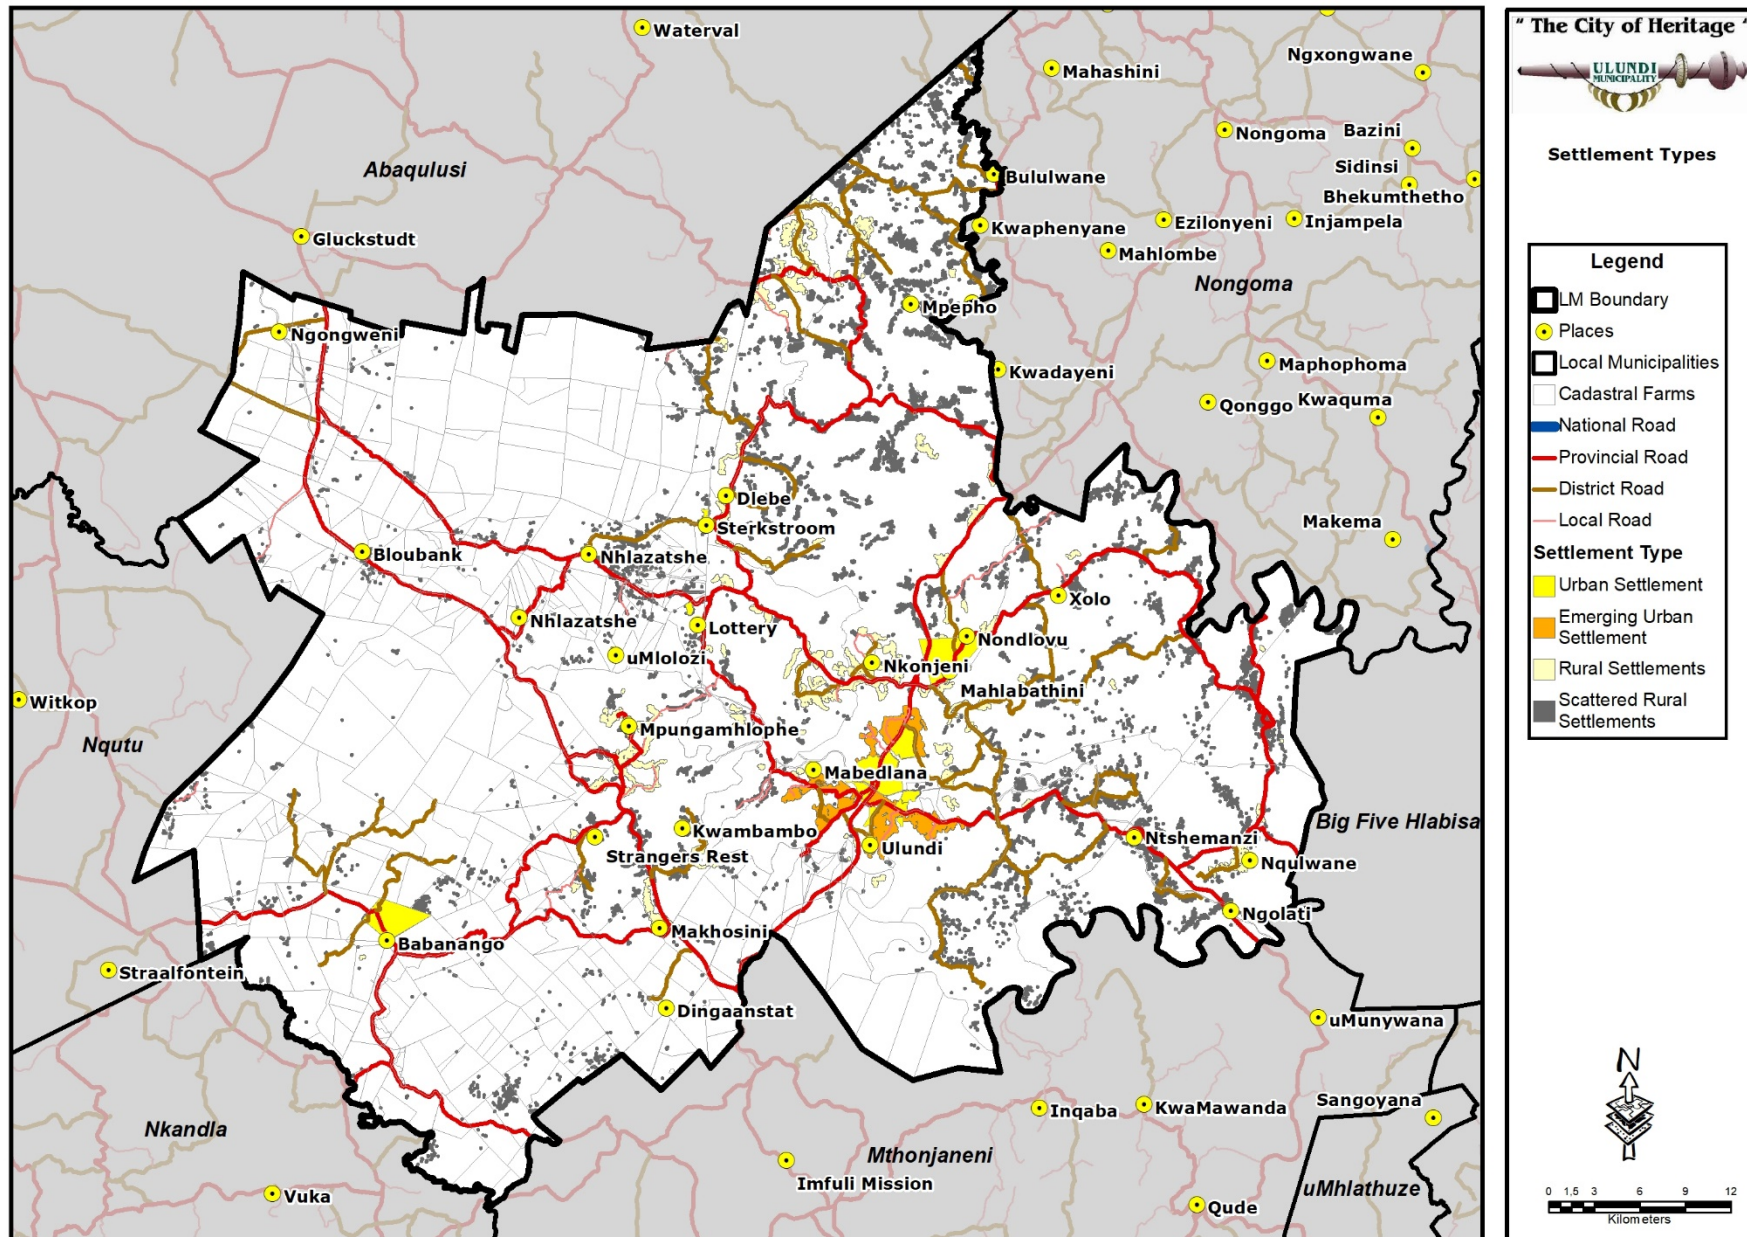 Waterval
Mahashini
Ngxongwane
Nongoma
Bazini
Sidinsi
Bhekumthetho
Abaqulusi
Bululwane
Gluckstudt
Kwaphenyane
Ezilonyeni
Injampela
Mahlombe
Nongoma
Mpepho
Ngongweni
Kwadayeni
Maphophoma
Qonggo
Kwaquma
Dlebe
Sterkstroom
Makema
Bloubank
Nhlazatshe
Nhlazatshe
Lottery
Xolo
Nondlovu
uMlolozi
Nkonjeni
Mahlabathini
Witkop
Nqutu
Mpungamhlophe
Mabedlana
Kwambambo
Strangers Rest
Ulundi
Ntshemanzi
Big Five Hlabisa
Nqulwane
Ngolati
Babanango
Makhosini
Straalfontein
Dingaanstat
uMunywana
Nkandla
Inqaba
KwaMawanda
Sangoyana
Mthonjaneni
Imfuli Mission
uMhlathuze
Vuka
Qude
" The City of Heritage "
ULUNDI
MUNICIPALITY
Settlement Types
Legend
LM Boundary
Places
Local Municipalities
Cadastral Farms
National Road
Provincial Road
District Road
Local Road
Settlement Type
Urban Settlement
Emerging Urban
Settlement
Rural Settlements
Scattered Rural
Settlements
N
0 1,5 3 6 9 12
Kilometers